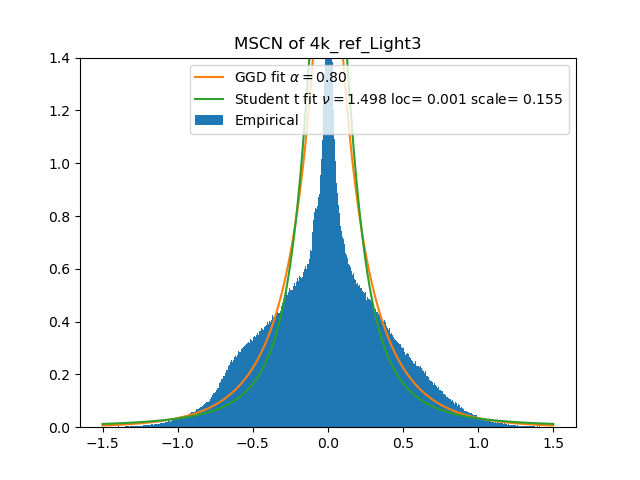 MSCN of 4k_ref_Light3
GGD fit α = 0.80
Student t fit ν = 1.498 loc= 0.001 scale= 0.155
Empirical
1.4
1.2
1.0
0.8
0.6
0.4
0.2
0.0
−1.5 −1.0 −0.5 0.0 0.5 1.0 1.5